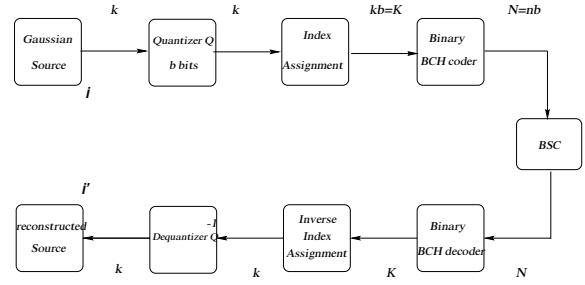 k
k
kb=K
N=nb
Gaussian
Source
Quantizer Q
b bits
Index
Assignment
Binary
BCH coder
j
BSC
j'
reconstructed
Source
-1
Dequantizer Q
Inverse
Index
Assignment
Binary
BCH decoder
k
k
K
N